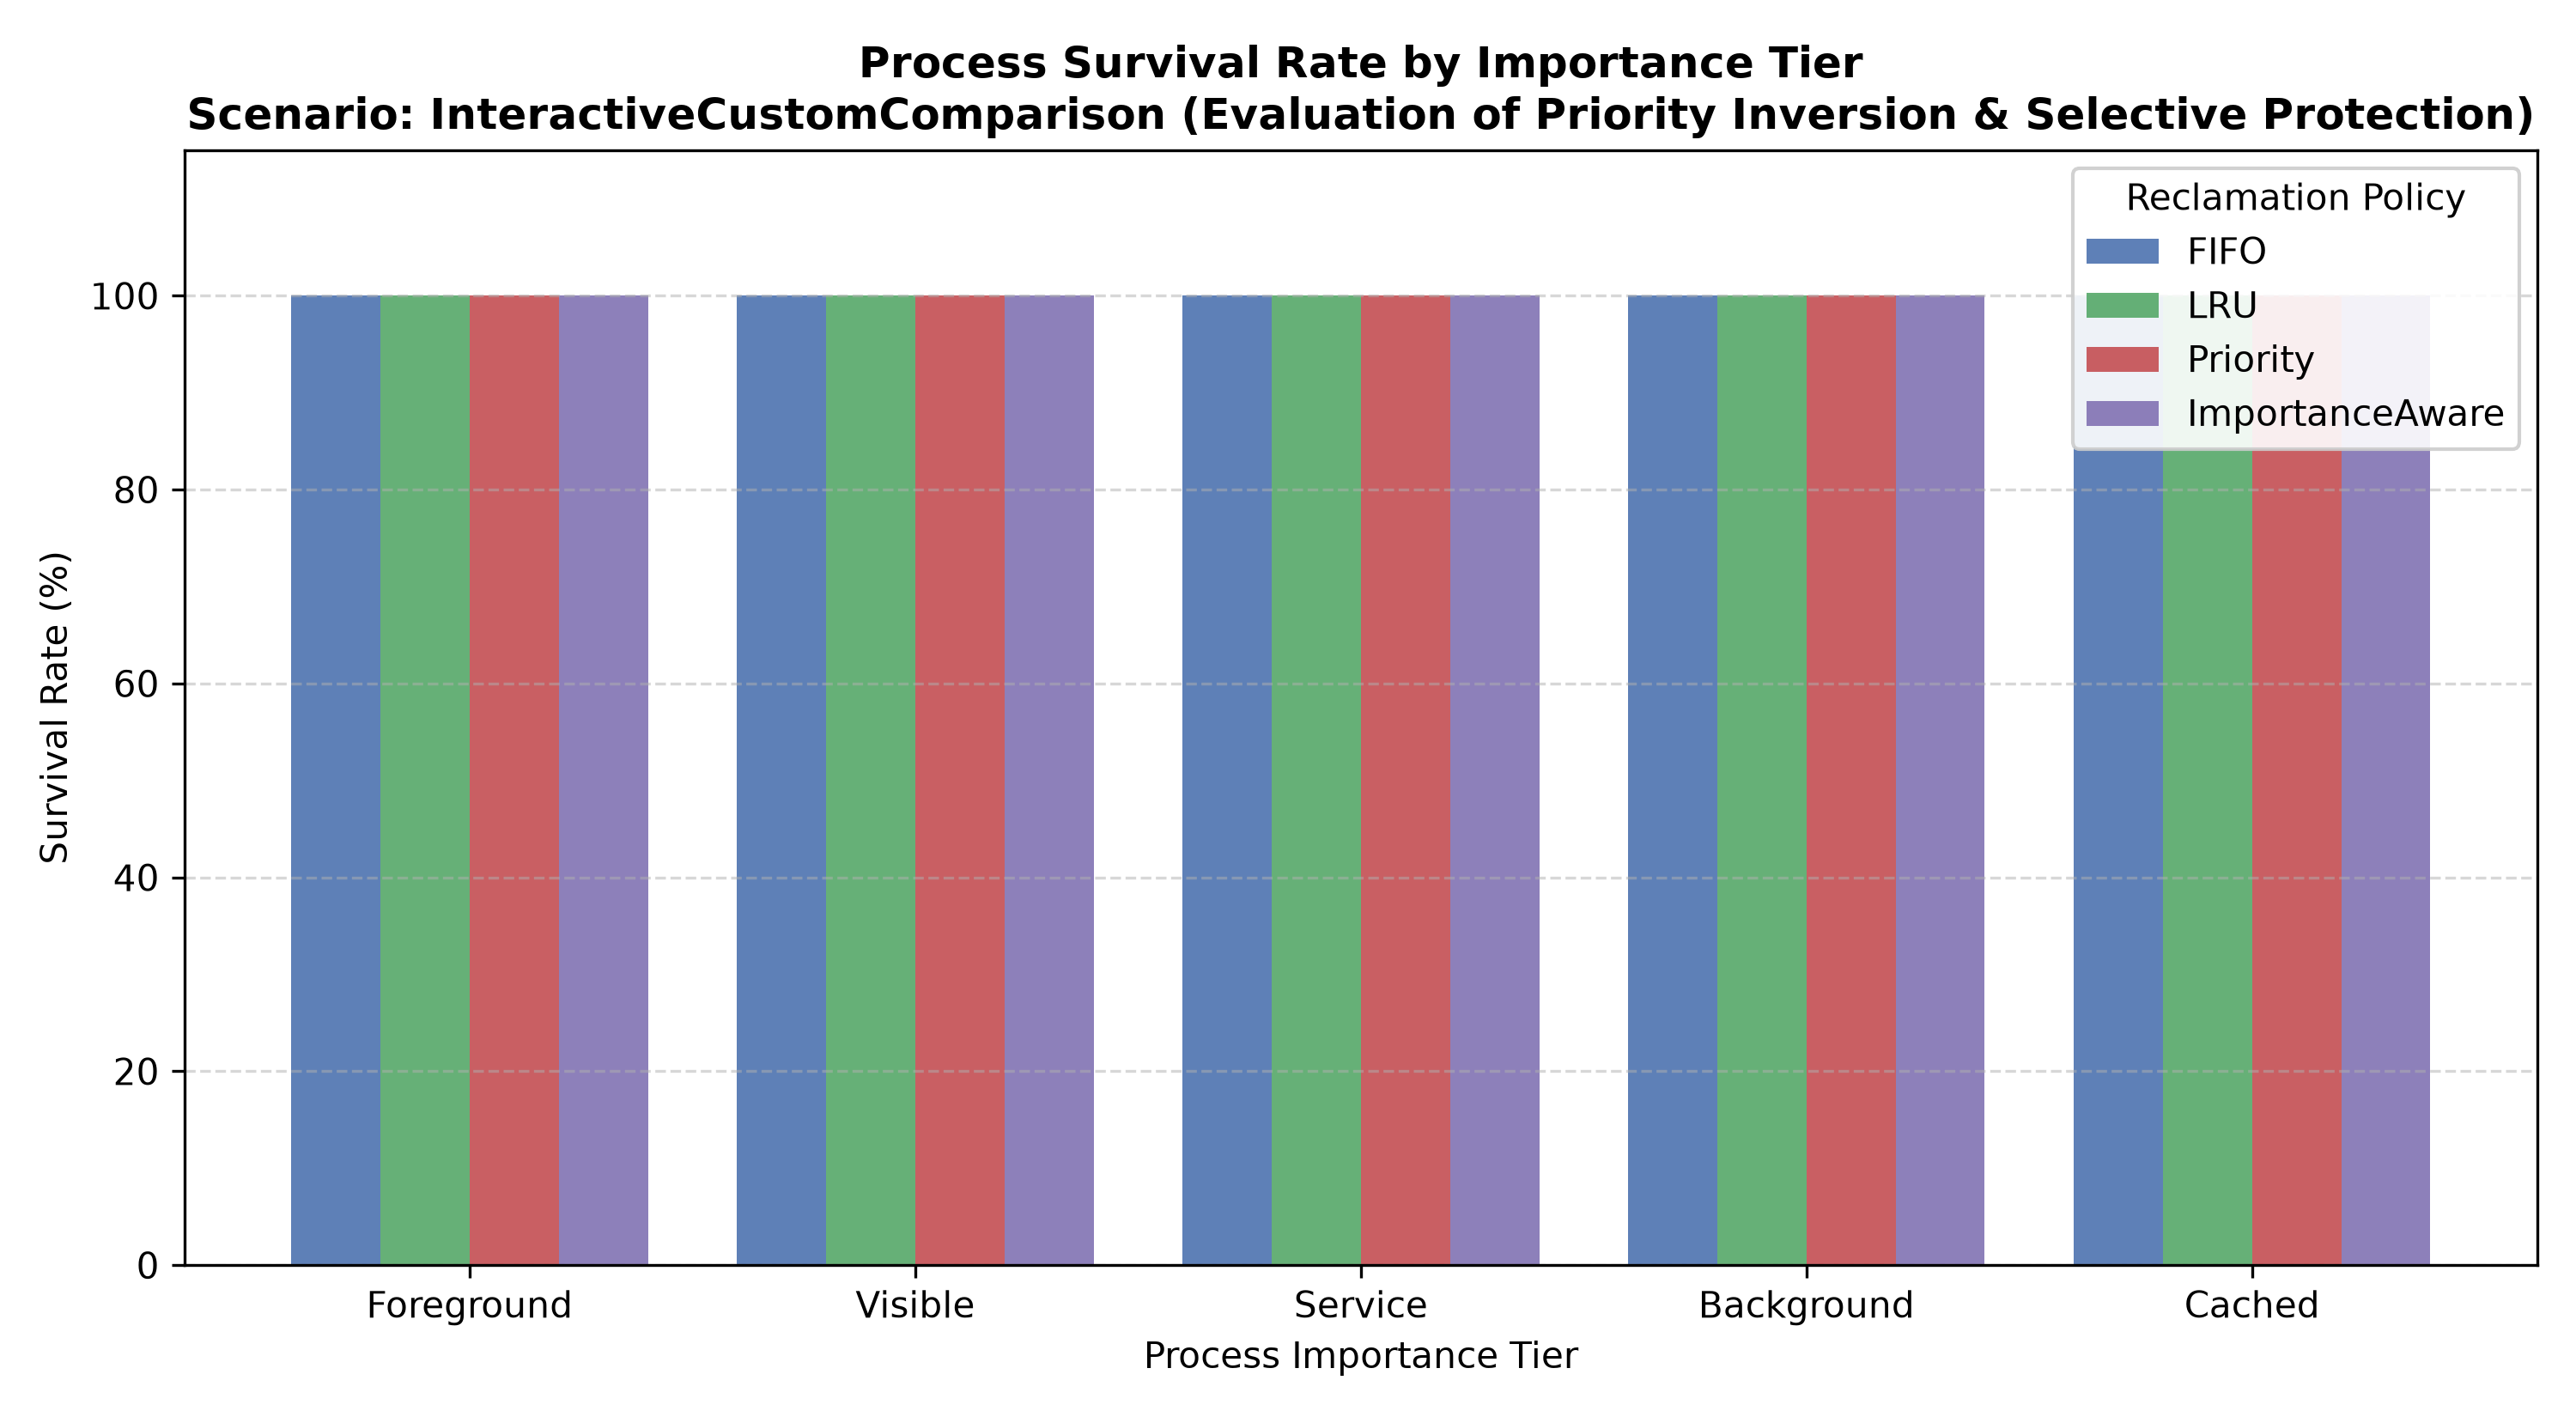 Process Survival Rate by Importance Tier
Scenario: InteractiveCustomComparison (Evaluation of Priority Inversion & Selective Protection)
Reclamation Policy
FIFO
LRU
Priority
ImportanceAware
Survival Rate (%)
100
80
60
40
20
0
Foreground
Visible
Service
Background
Cached
Process Importance Tier